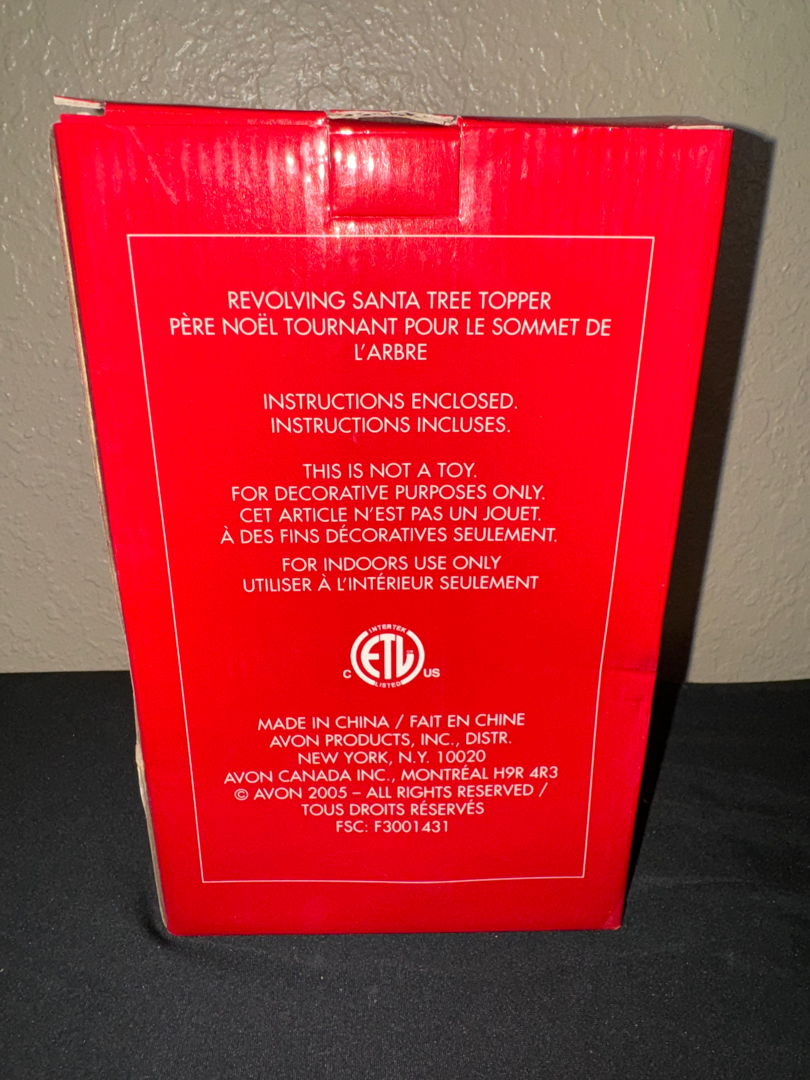 REVOLVING SANTA TREE TOPPER
PÈRE NOËL TOURNANT POUR LE SOMMET DE
L'ARBRE
INSTRUCTIONS ENCLOSED.
INSTRUCTIONS INCLUSES.
THIS IS NOT A TOY.
FOR DECORATIVE PURPOSES ONLY.
CET ARTICLE N'EST PAS UN JOUET.
À DES FINS DÉCORATIVES SEULEMENT.
FOR INDOORS USE ONLY
UTILISER À L'INTÉRIEUR SEULEMENT
INTERTEK
C ETL US
LISTED
MADE IN CHINA / FAIT EN CHINE
AVON PRODUCTS, INC., DISTR.
NEW YORK, N.Y. 10020
AVON CANADA INC., MONTRÉAL H9R 4R3
© AVON 2005 – ALL RIGHTS RESERVED /
TOUS DROITS RÉSERVÉS
FSC: F3001431